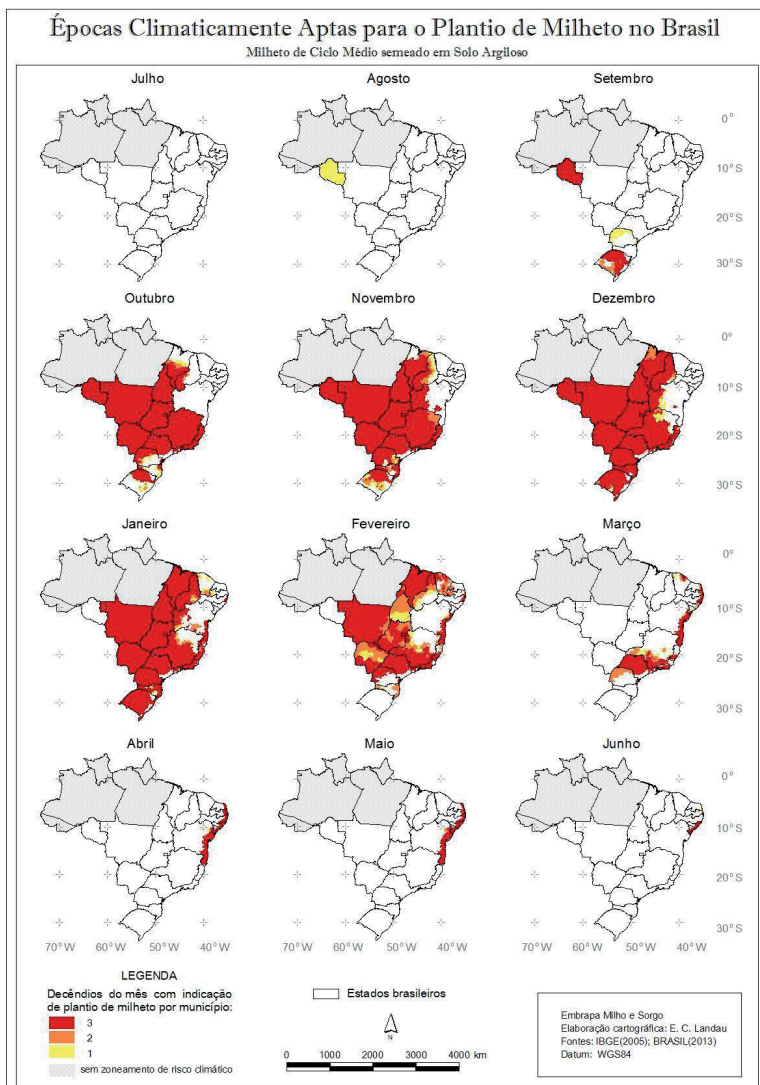 Épocas Climaticamente Aptas para o Plantio de Milheto no Brasil
Milheto de Ciclo Médio semeado em Solo Argiloso
Julho
Agosto
Setembro
0°
10°S
20°S
30°S
Outubro
Novembro
Dezembro
0°
10°S
20°S
30°S
Janeiro
Fevereiro
Março
0°
10°S
20°S
30°S
Abril
Maio
Junho
0°
10°S
20°S
30°S
70°W 60°W 50°W 40°W
70°W 60°W 50°W 40°W
70°W 60°W 50°W 40°W
LEGENDA
Decêndios do mês com indicação
de plantio de milheto por município:
3
2
1
sem zoneamento de risco climático
Estados brasileiros
N
0 1000 2000 3000 4000 km
Embrapa Milho e Sorgo
Elaboração cartográfica: E. C. Landau
Fontes: IBGE(2005); BRASIL(2013)
Datum: WGS84